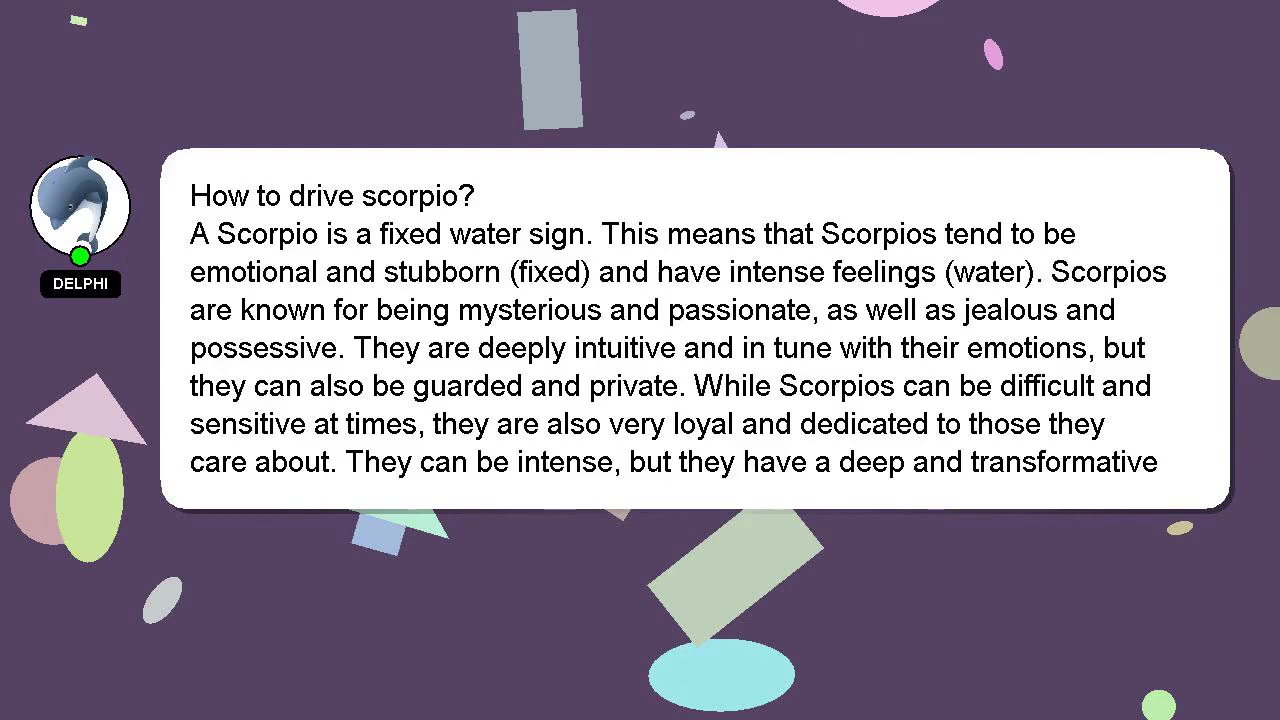 How to drive scorpio?
A Scorpio is a fixed water sign. This means that Scorpios tend to be
emotional and stubborn (fixed) and have intense feelings (water). Scorpios
are known for being mysterious and passionate, as well as jealous and
possessive. They are deeply intuitive and in tune with their emotions, but
they can also be guarded and private. While Scorpios can be difficult and
sensitive at times, they are also very loyal and dedicated to those they
care about. They can be intense, but they have a deep and transformative
DELPHI